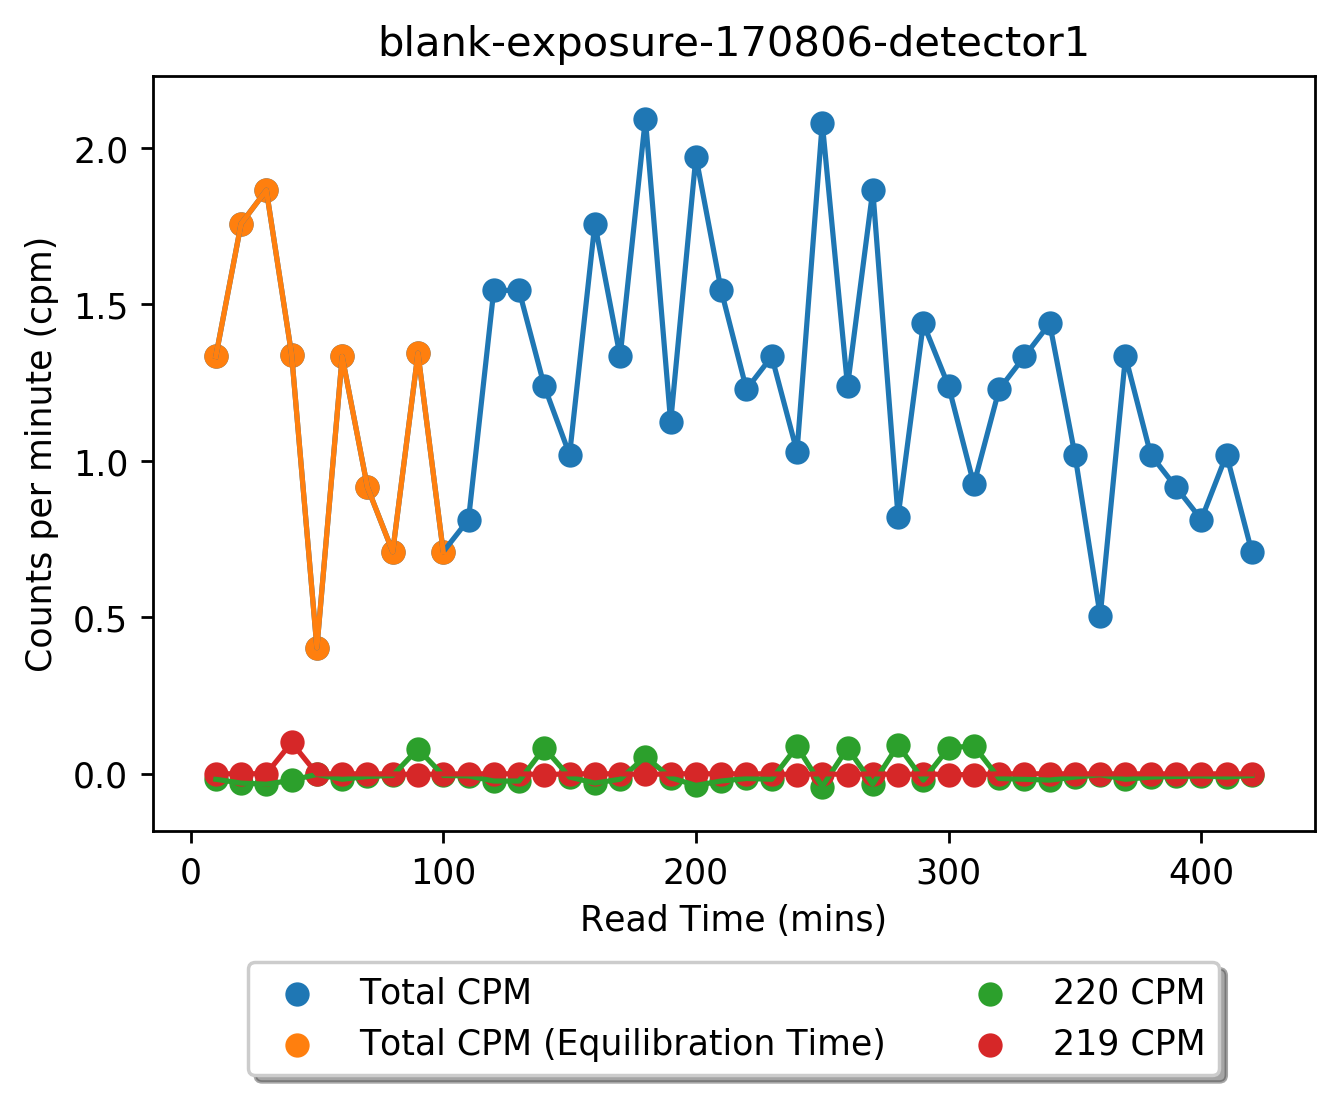 blank-exposure-170806-detector1
Counts per minute (cpm)
2.0
1.5
1.0
0.5
0.0
0 100 200 300 400
Read Time (mins)
Total CPM
Total CPM (Equilibration Time)
220 CPM
219 CPM